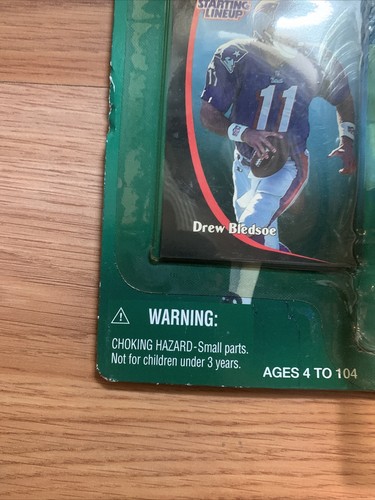 STARTING
LINEUP
11
11
Drew Bledsoe
WARNING:
CHOKING HAZARD-Small parts.
Not for children under 3 years.
AGES 4 TO 104